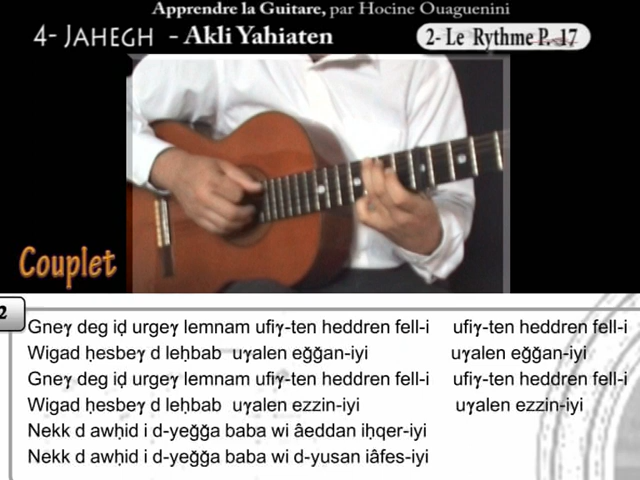 Apprendre la Guitare, par Hocine Ouaguenini
4- JAHEGH - Akli Yahiaten
2- Le Rythme P. 17
Couplet
2
Gneɣ deg iḍ urgeɣ lemnam ufiɣ-ten heddren fell-i ufiɣ-ten heddren fell-i
Wigad ḥesbeɣ d leḥbab uɣalen eğğan-iyi uɣalen eğğan-iyi
Gneɣ deg iḍ urgeɣ lemnam ufiɣ-ten heddren fell-i ufiɣ-ten heddren fell-i
Wigad ḥesbeɣ d leḥbab uɣalen ezzin-iyi uɣalen ezzin-iyi
Nekk d awḥid i d-yeğğa baba wi âeddan iḥqer-iyi
Nekk d awḥid i d-yeğğa baba wi d-yusan iâfes-iyi